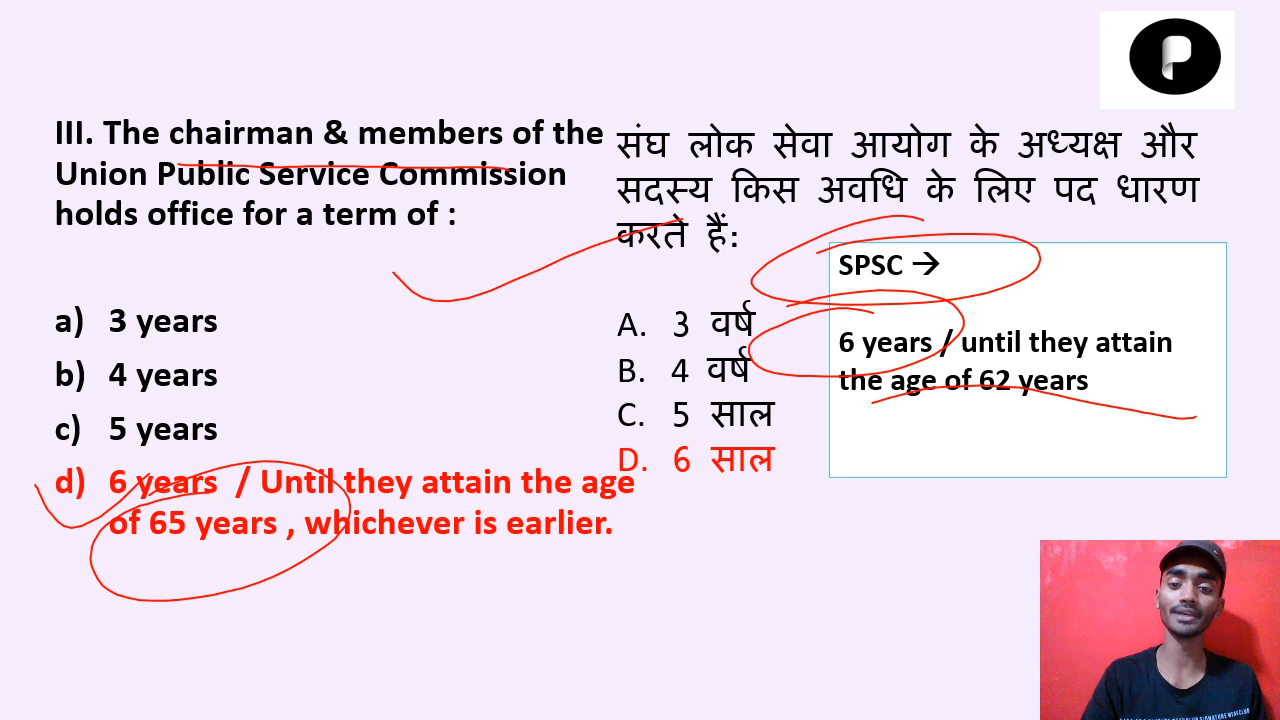 III. The chairman & members of the
Union Public Service Commission
holds office for a term of :
a) 3 years
b) 4 years
c) 5 years
d) 6 years / Until they attain the age
of 65 years , whichever is earlier.
संघ लोक सेवा आयोग के अध्यक्ष और
सदस्य किस अवधि के लिए पद धारण
करते हैं:
A. 3 वर्ष
B. 4 वर्ष
C. 5 साल
D. 6 साल
SPSC →
6 years / until they attain
the age of 62 years
P